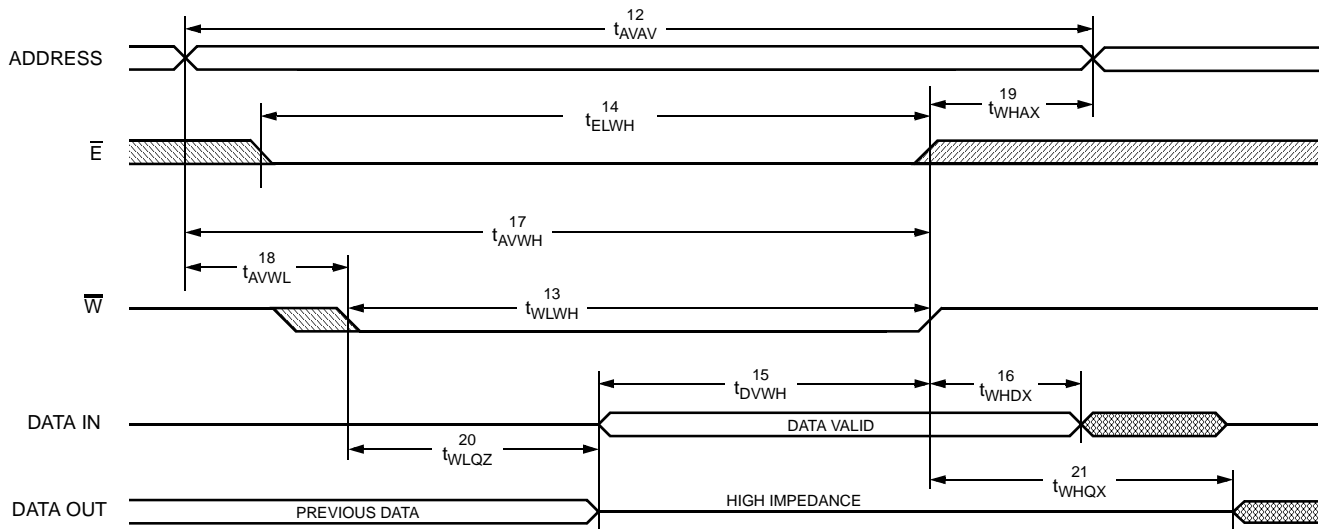 12
tAVAV
ADDRESS
14
tELWH
19
tWHAX
E
17
tAVWH
18
tAVWL
13
tWLWH
W
15
tDVWH
16
tWHDX
DATA IN
DATA VALID
20
tWLQZ
21
tWHQX
DATA OUT
PREVIOUS DATA
HIGH IMPEDANCE